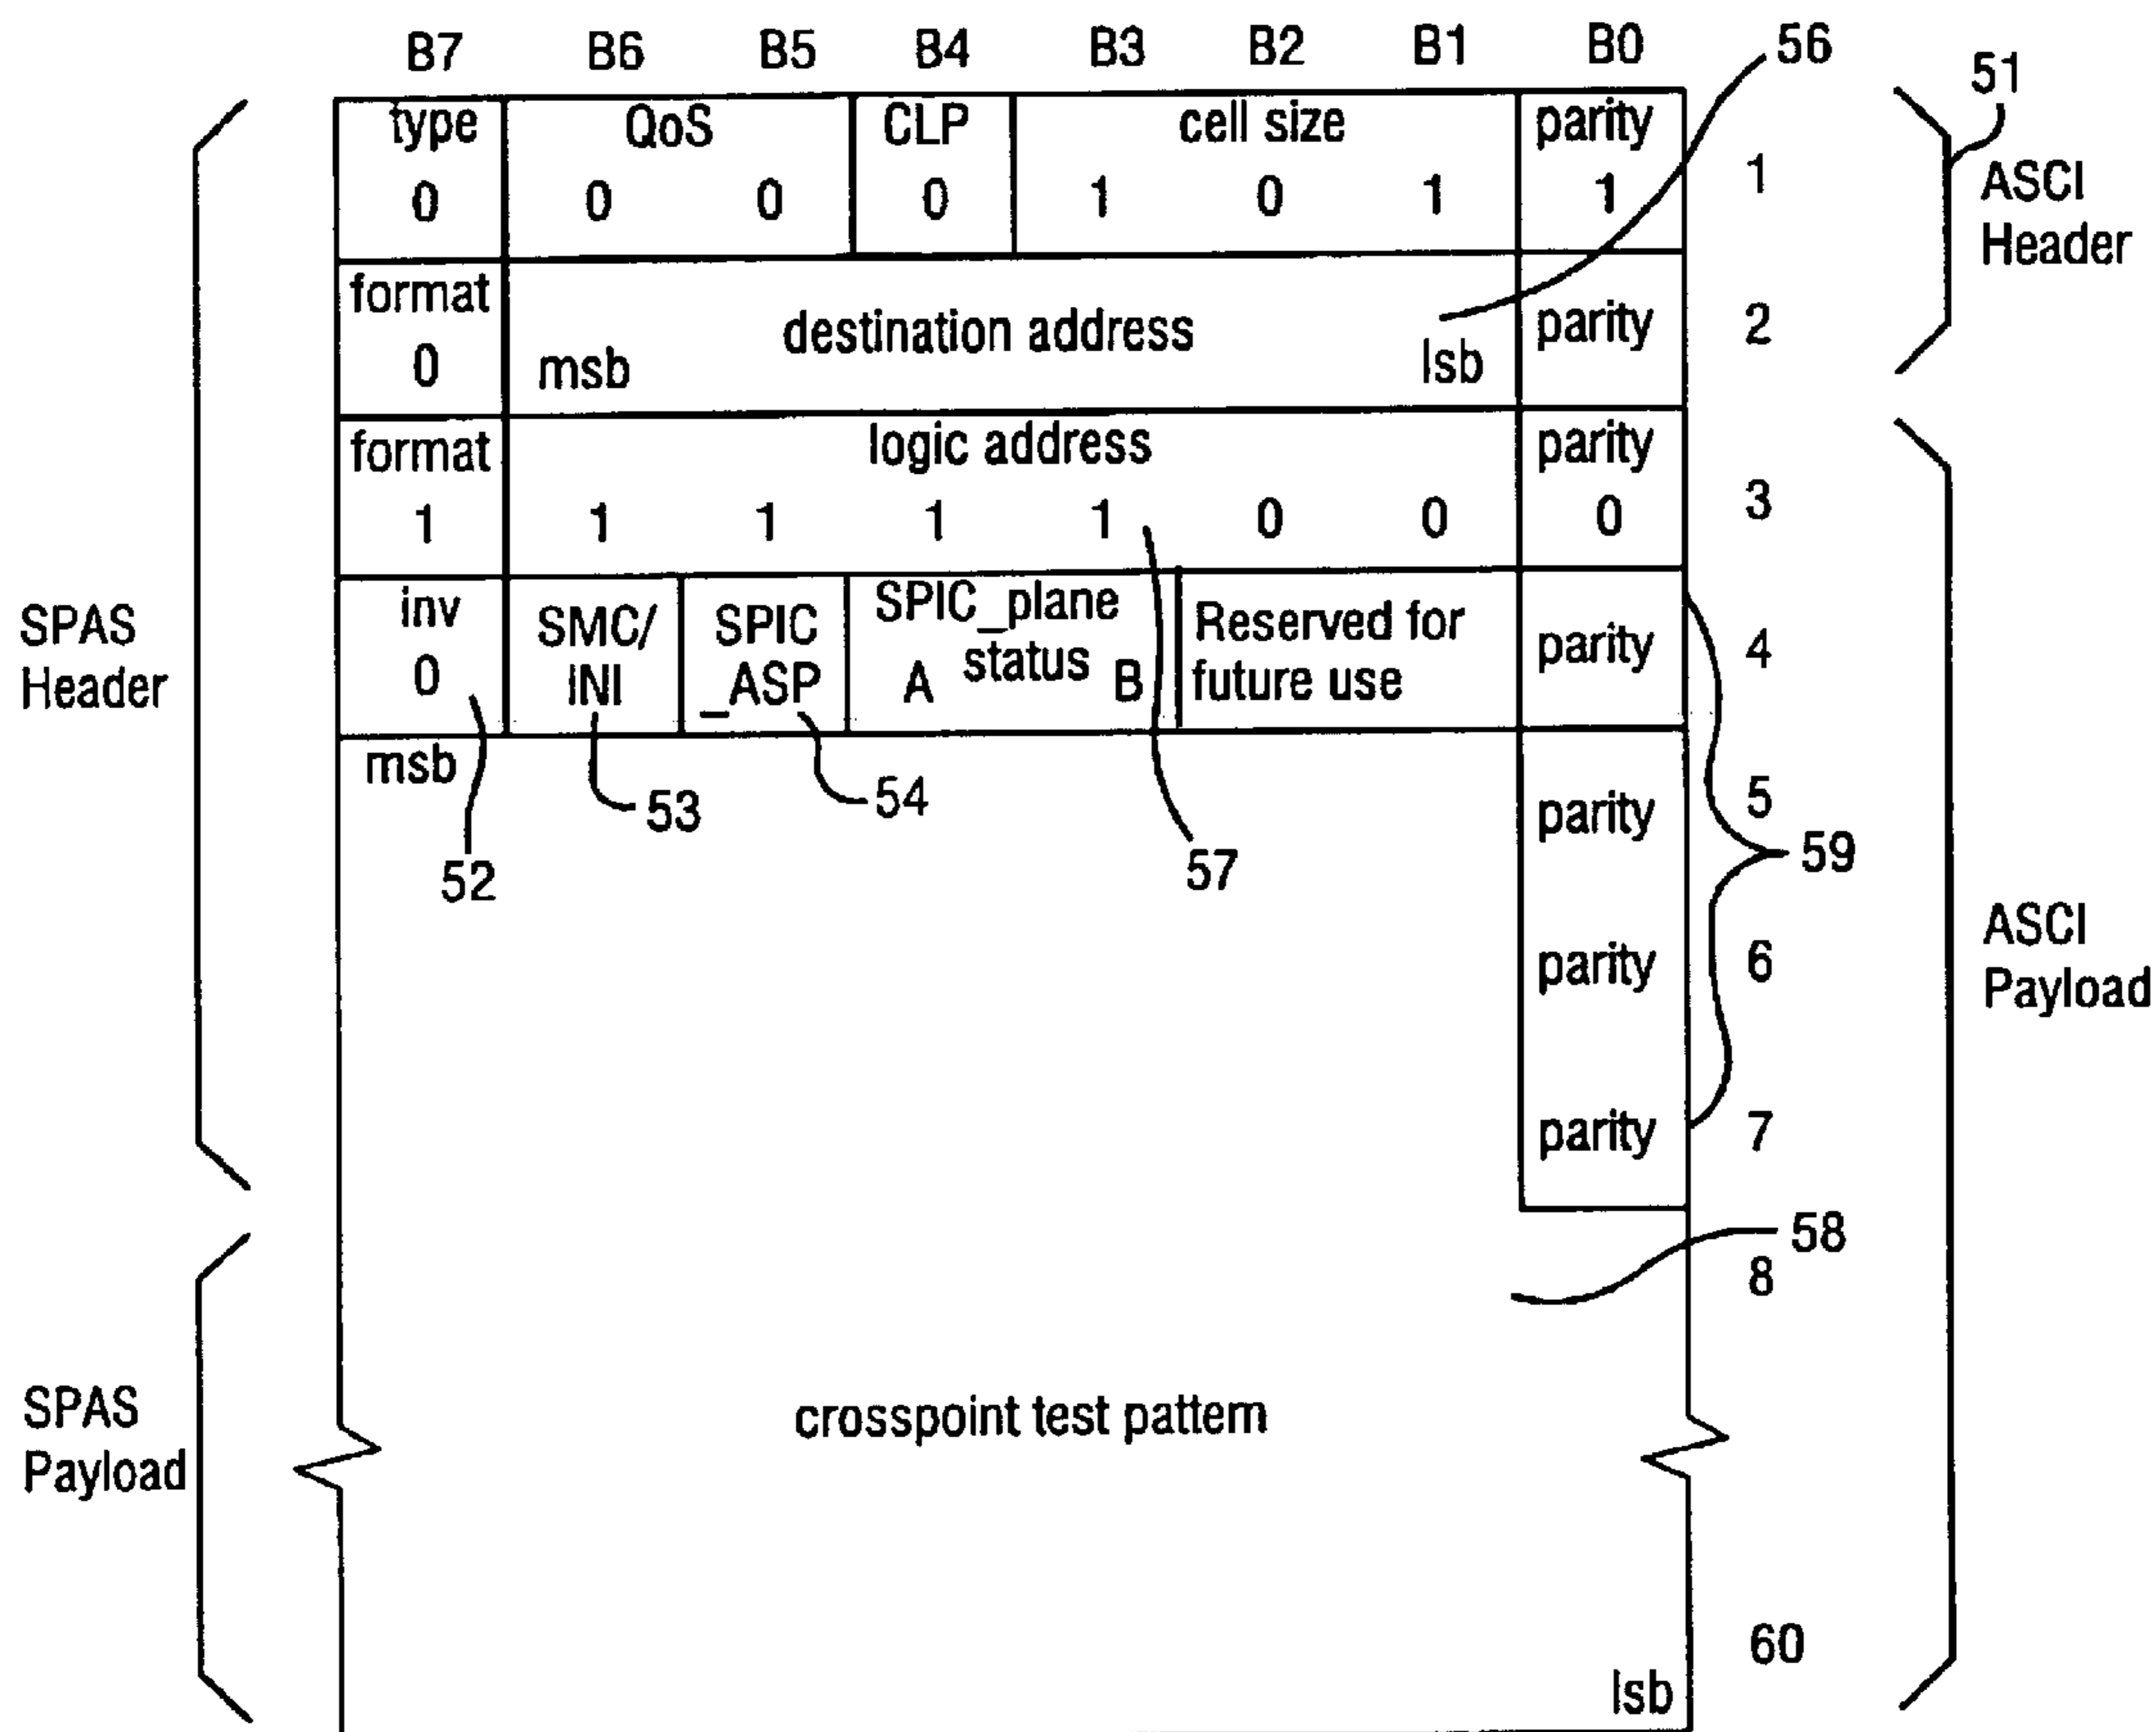 B7 B6 B5 B4 B3 B2 B1 B0
56
51
type QoS CLP cell size parity
0 0 0 0 1 0 1 1
1
ASCI
Header
format
0
destination address
msb
lsb
parity
2
format logic address parity
1 1 1 1 1 0 0 0
3
SPAS
Header
inv
0
SMC/
INI
SPIC
_ASP
SPIC_plane
status
A B
Reserved for
future use
parity
4
msb
52
53
54
57
parity
5
59
parity
6
ASCI
Payload
parity
7
58
8
SPAS
Payload
crosspoint test pattern
60
lsb